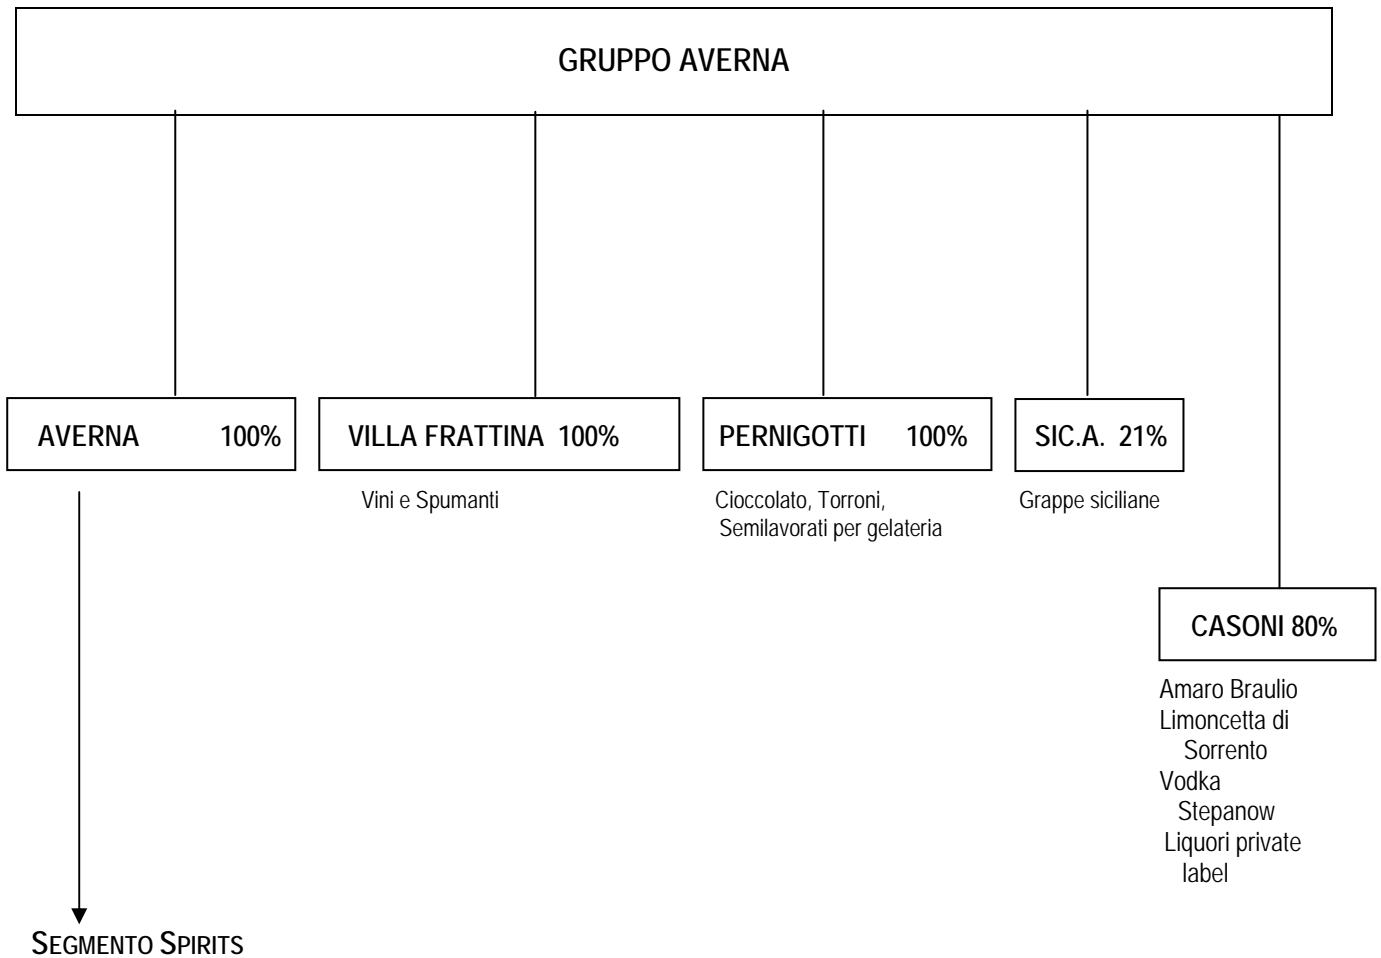 GRUPPO AVERNA
AVERNA 100%
VILLA FRATTINA 100%
PERNIGOTTI 100%
SIC.A. 21%
Vini e Spumanti
Cioccolato, Torroni,
Semilavorati per gelateria
Grappe siciliane
CASONI 80%
Amaro Braulio
Limoncetta di
Sorrento
Vodka
Stepanow
Liquori private
label
SEGMENTO SPIRITS